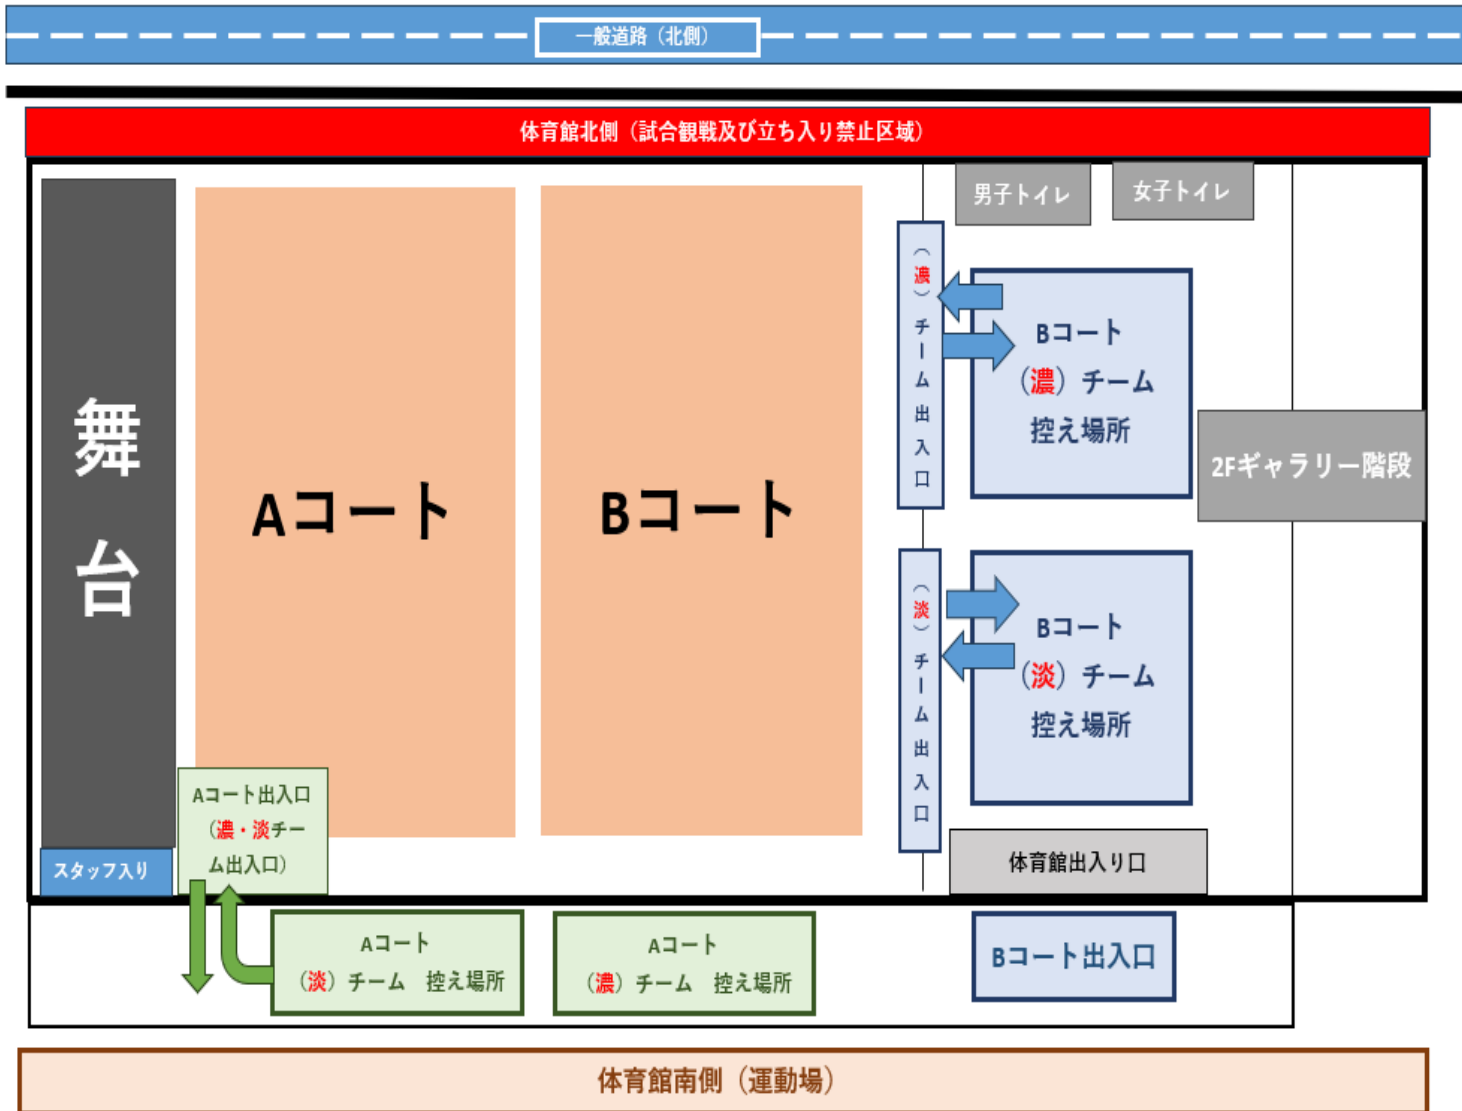 一般道路（北側）
体育館北側（試合観戦及び立ち入り禁止区域）
男子トイレ
女子トイレ
舞台
Aコート
Bコート
（濃）チーム出入口
Bコート
（濃）チーム
控え場所
2Fギャラリー階段
（淡）チーム出入口
Bコート
（淡）チーム
控え場所
Aコート出入口
（濃・淡チー
ム出入口）
スタッフ入り
体育館出入り口
Aコート
（淡）チーム　控え場所
Aコート
（濃）チーム　控え場所
Bコート出入口
体育館南側（運動場）